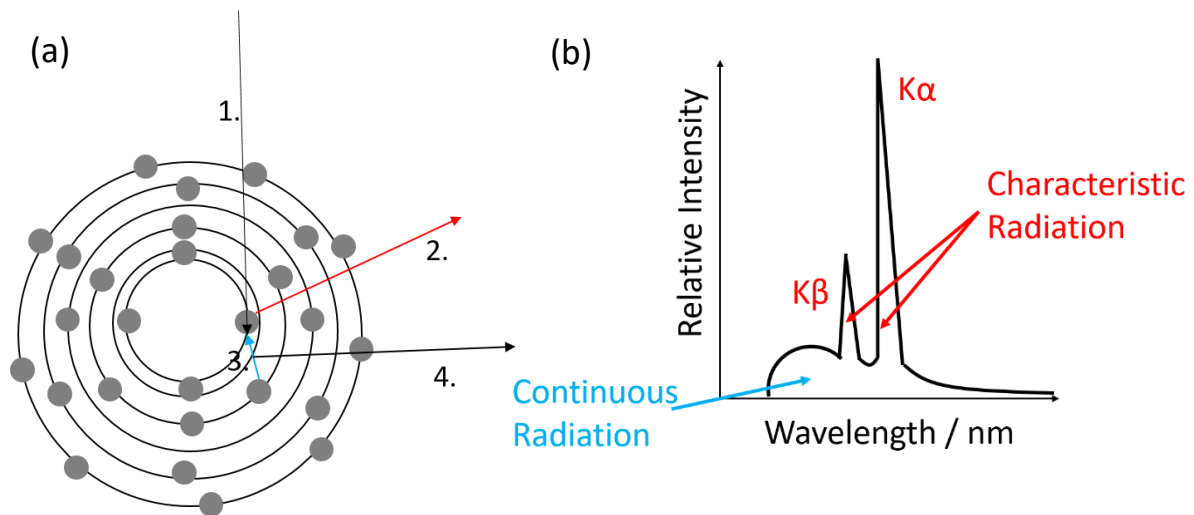 (a)
1.
2.
3.
4.
(b)
Relative Intensity
Kα
Kβ
Characteristic
Radiation
Continuous
Radiation
Wavelength / nm